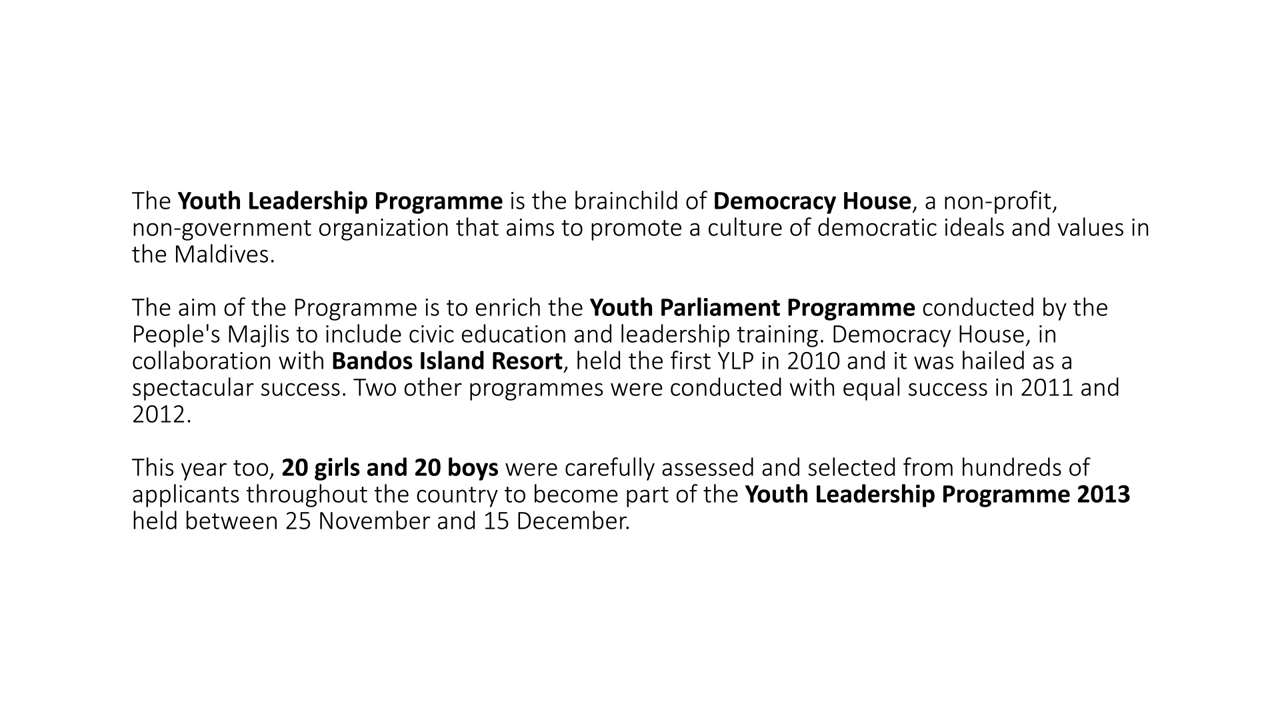 The Youth Leadership Programme is the brainchild of Democracy House, a non-profit,
non-government organization that aims to promote a culture of democratic ideals and values in
the Maldives.
The aim of the Programme is to enrich the Youth Parliament Programme conducted by the
People's Majlis to include civic education and leadership training. Democracy House, in
collaboration with Bandos Island Resort, held the first YLP in 2010 and it was hailed as a
spectacular success. Two other programmes were conducted with equal success in 2011 and
2012.
This year too, 20 girls and 20 boys were carefully assessed and selected from hundreds of
applicants throughout the country to become part of the Youth Leadership Programme 2013
held between 25 November and 15 December.